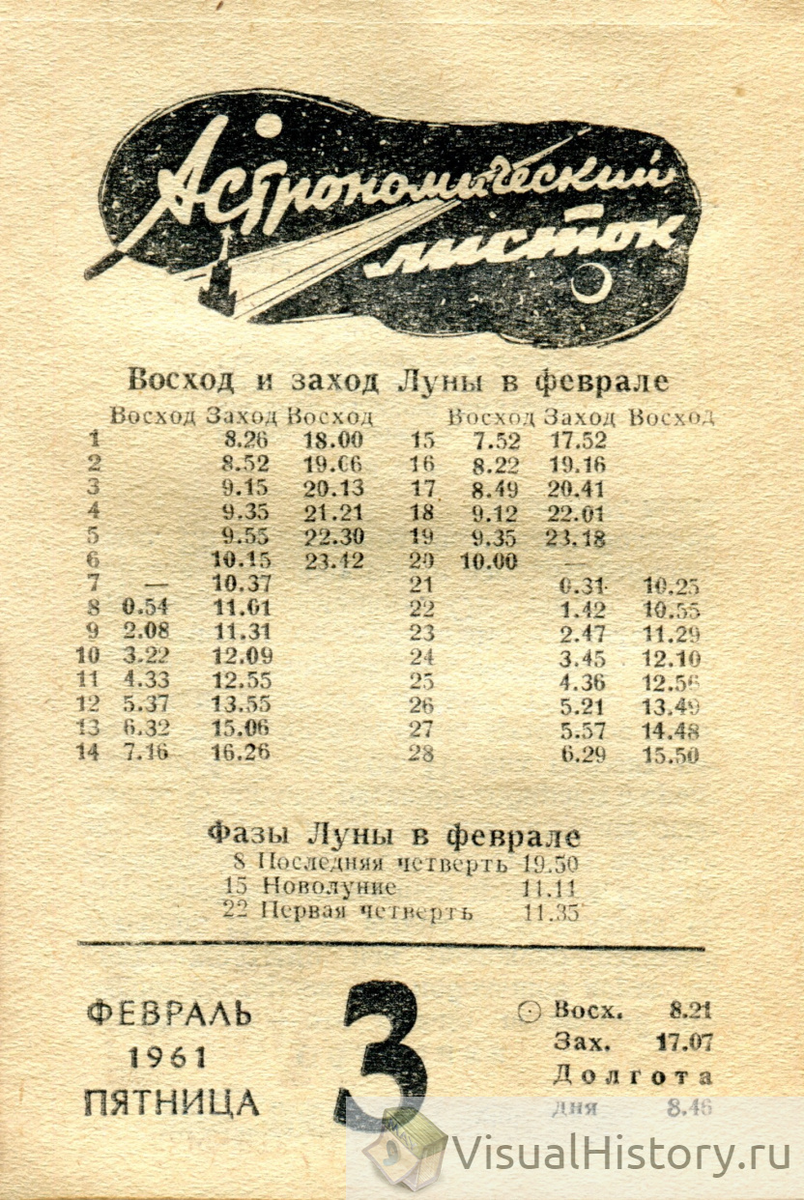 Астрономический
листок
Восход и заход Луны в феврале
Восход Заход Восход Восход Заход Восход
1 8.26 18.00 15 7.52 17.52
2 8.52 19.06 16 8.22 19.16
3 9.15 20.13 17 8.49 20.41
4 9.35 21.21 18 9.12 22.01
5 9.55 22.30 19 9.35 23.18
6 10.15 23.42 20 10.00 —
7 — 10.37 21 0.31 10.25
8 0.54 11.01 22 1.42 10.55
9 2.08 11.31 23 2.47 11.29
10 3.22 12.09 24 3.45 12.10
11 4.33 12.55 25 4.36 12.56
12 5.37 13.55 26 5.21 13.49
13 6.32 15.06 27 5.57 14.48
14 7.16 16.26 28 6.29 15.50
Фазы Луны в феврале
8 Последняя четверть 19.50
15 Новолуние 11.11
22 Первая четверть 11.35
ФЕВРАЛЬ
1961
ПЯТНИЦА
3
Восх. 8.21
Зах. 17.07
Долгота
дня 8.46
VisualHistory.ru